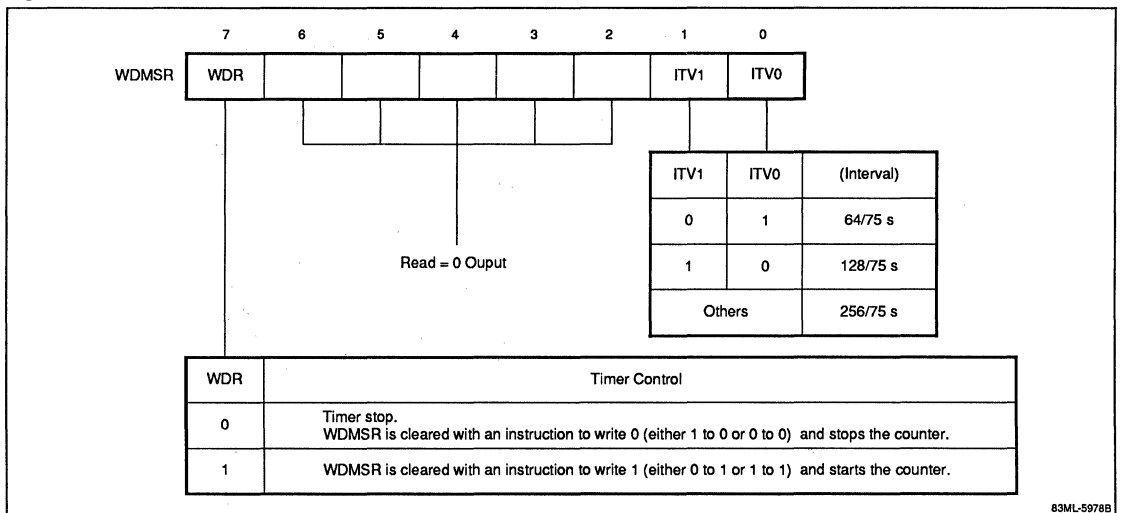 7 6 5 4 3 2 1 0
WDMSR WDR ITV1 ITV0
ITV1 ITV0 (Interval)
0 1 64/75 s
Read = 0 Ouput
1 0 128/75 s
Others 256/75 s
WDR Timer Control
0 Timer stop.
WDMSR is cleared with an instruction to write 0 (either 1 to 0 or 0 to 0) and stops the counter.
1 WDMSR is cleared with an instruction to write 1 (either 0 to 1 or 1 to 1) and starts the counter.
83ML-5978B